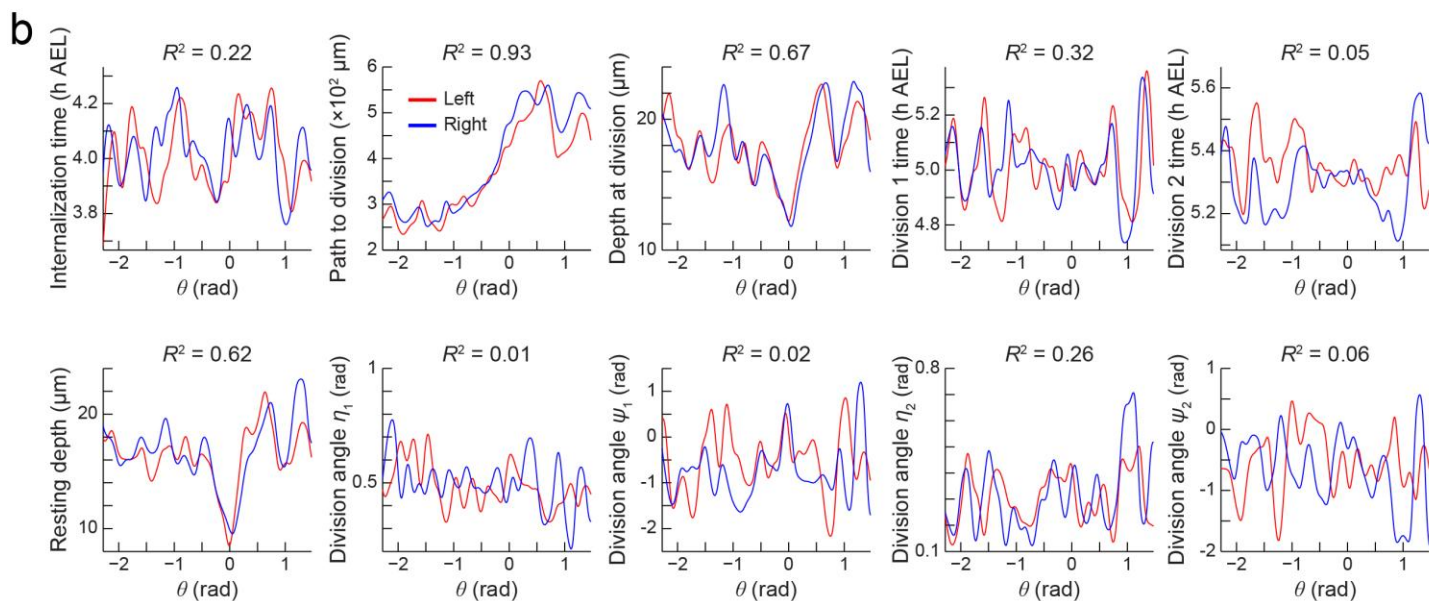 b
R² = 0.22
Internalization time (h AEL)
4.2
4.0
3.8
−2 −1 0 1
θ (rad)
R² = 0.93
Path to division (×10² μm)
6
5
4
3
2
Left
Right
−2 −1 0 1
θ (rad)
R² = 0.67
Depth at division (μm)
20
10
−2 −1 0 1
θ (rad)
R² = 0.32
Division 1 time (h AEL)
5.2
5.0
4.8
−2 −1 0 1
θ (rad)
R² = 0.05
Division 2 time (h AEL)
5.6
5.4
5.2
−2 −1 0 1
θ (rad)
R² = 0.62
Resting depth (μm)
20
10
−2 −1 0 1
θ (rad)
R² = 0.01
Division angle η₁ (rad)
1
0.5
−2 −1 0 1
θ (rad)
R² = 0.02
Division angle ψ₁ (rad)
1
0
-1
-2
−2 −1 0 1
θ (rad)
R² = 0.26
Division angle η₂ (rad)
0.8
0.1
−2 −1 0 1
θ (rad)
R² = 0.06
Division angle ψ₂ (rad)
1
0
-1
-2
−2 −1 0 1
θ (rad)